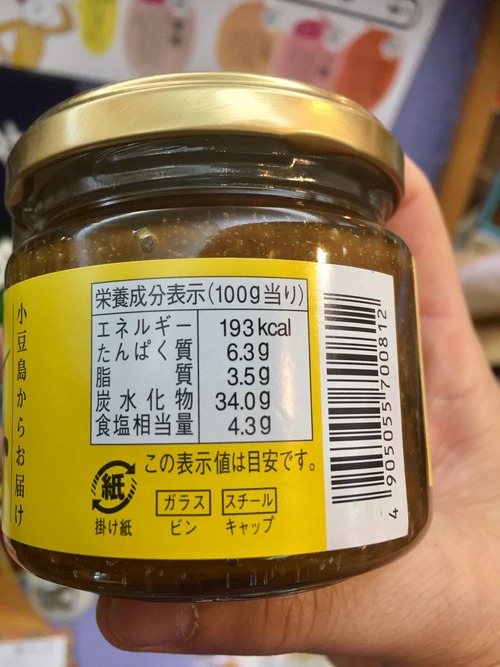 小豆島からお届け
栄養成分表示(100g当り)
エネルギー 193kcal
たんぱく質 6.3g
脂質 3.5g
炭水化物 34.0g
食塩相当量 4.3g
この表示値は目安です。
紙
掛け紙
ガラス スチール
ビン キャップ
4 905055 700812